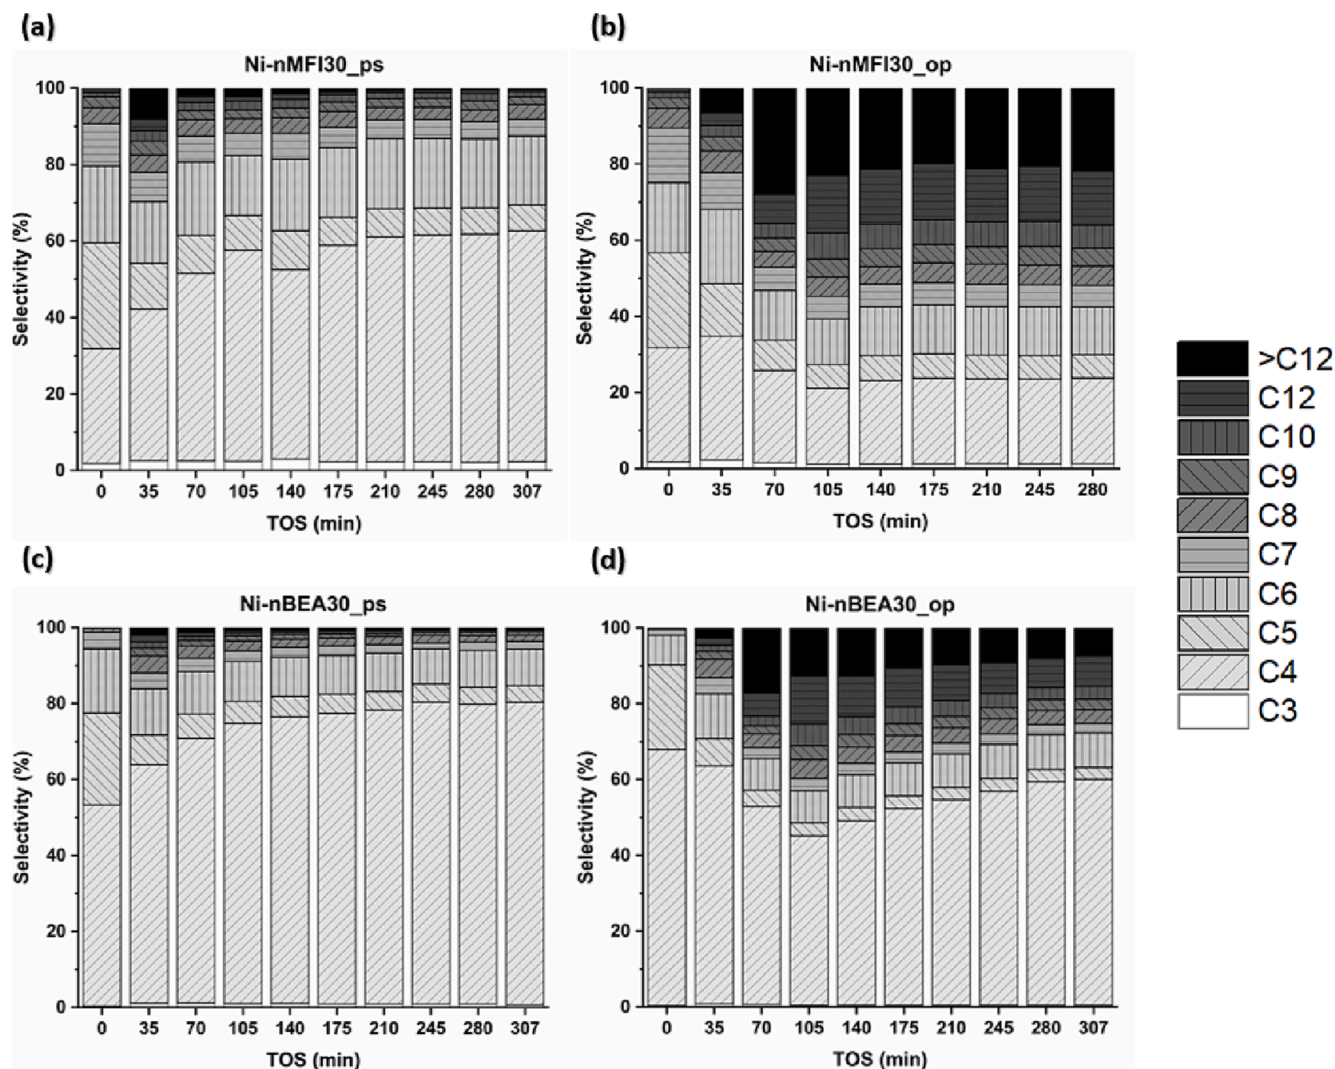 (a)
Ni-nMFI30_ps
Selectivity (%)
100
80
60
40
20
0
0 35 70 105 140 175 210 245 280 307
TOS (min)
(b)
Ni-nMFI30_op
Selectivity (%)
100
80
60
40
20
0
0 35 70 105 140 175 210 245 280
TOS (min)
(c)
Ni-nBEA30_ps
Selectivity (%)
100
80
60
40
20
0
0 35 70 105 140 175 210 245 280 307
TOS (min)
(d)
Ni-nBEA30_op
Selectivity (%)
100
80
60
40
20
0
0 35 70 105 140 175 210 245 280 307
TOS (min)
>C12
C12
C10
C9
C8
C7
C6
C5
C4
C3